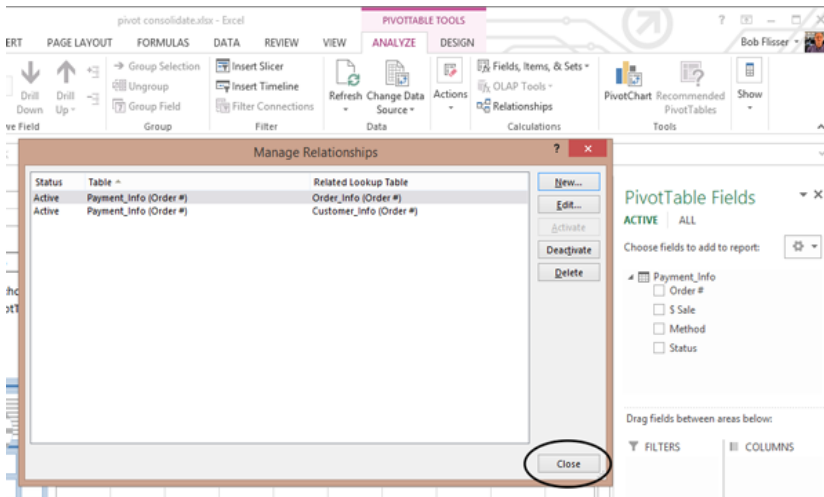 pivot consolidate.xlsx - Excel
PIVOTTABLE TOOLS
?
ERT PAGE LAYOUT FORMULAS DATA REVIEW VIEW ANALYZE DESIGN
Bob Flisser
Drill Down
Drill Up
Group Selection
Ungroup
Group Field
Group
Insert Slicer
Insert Timeline
Filter Connections
Filter
Refresh
Change Data Source
Data
Actions
Fields, Items, & Sets
OLAP Tools
Relationships
Calculations
PivotChart
Recommended PivotTables
Tools
Show
ve Field
Manage Relationships
?
Status Table Related Lookup Table
Active Payment_Info (Order #) Order_Info (Order #)
Active Payment_Info (Order #) Customer_Info (Order #)
New...
Edit...
Activate
Deactivate
Delete
Close
PivotTable Fields
ACTIVE ALL
Choose fields to add to report:
Payment_Info
Order #
$ Sale
Method
Status
Drag fields between areas below:
FILTERS COLUMNS